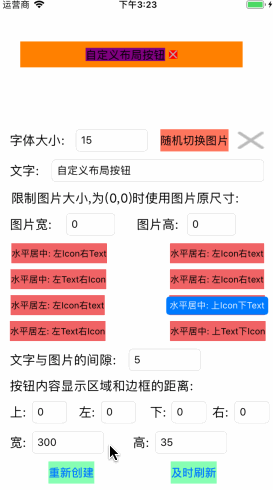 运营商 下午3:23
自定义布局按钮
字体大小: 15 随机切换图片
文字: 自定义布局按钮
限制图片大小,为(0,0)时使用图片原尺寸:
图片宽: 0 图片高: 0
水平居中: 左Icon右Text 水平居右: 左Icon右text
水平居中: 左Text右Icon 水平居右: 左Text右Icon
水平居左: 左Icon右text 水平居中: 上Icon下Text
水平居左: 左Text右Icon 水平居中: 上Text下Icon
文字与图片的间隙: 5
按钮内容显示区域和边框的距离:
上: 0 左: 0 下: 0 右: 0
宽: 300 高: 35
重新创建 及时刷新